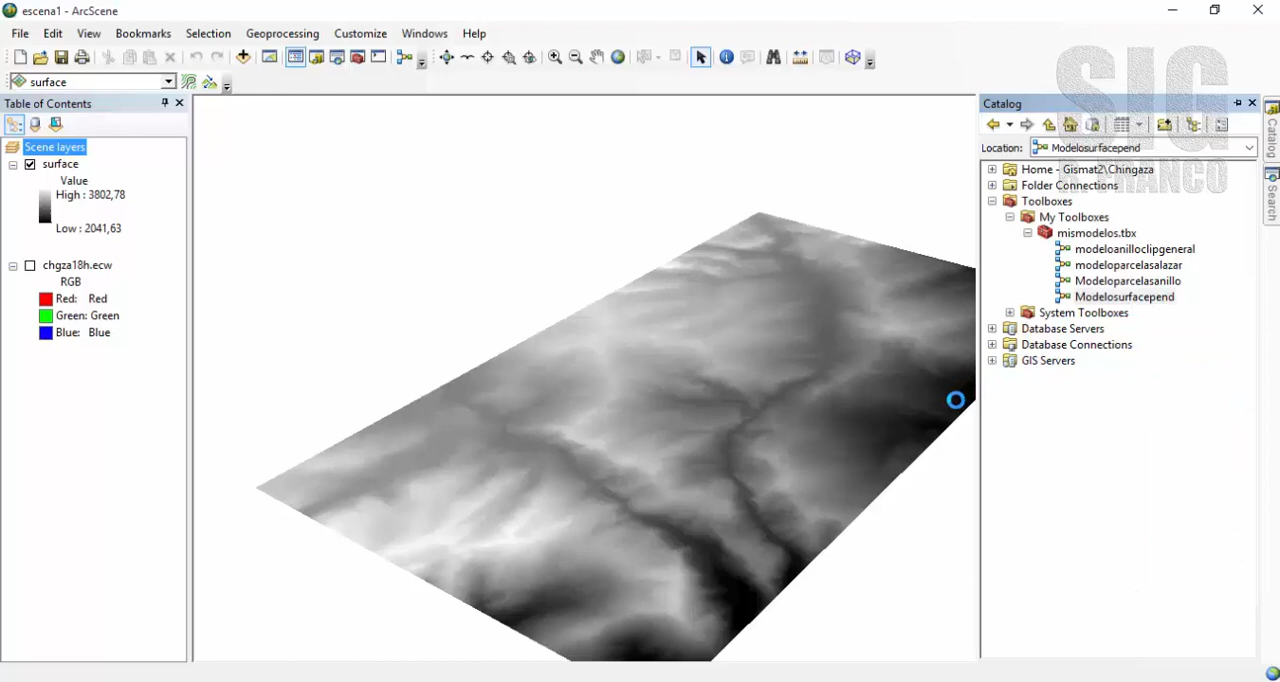 escena1 - ArcScene
File Edit View Bookmarks Selection Geoprocessing Customize Windows Help
surface
Table of Contents
Scene layers
surface
Value
High : 3802,78
Low : 2041,63
chgza18h.ecw
RGB
Red: Red
Green: Green
Blue: Blue
SIG
R. FRANCO
Catalog
Location: Modelosurfacepend
Home - Gismat2\Chingaza
Folder Connections
Toolboxes
My Toolboxes
mismodelos.tbx
modeloanilloclipgeneral
modeloparcelasalazar
Modeloparcelasanillo
Modelosurfacepend
System Toolboxes
Database Servers
Database Connections
GIS Servers
Catalog
Search